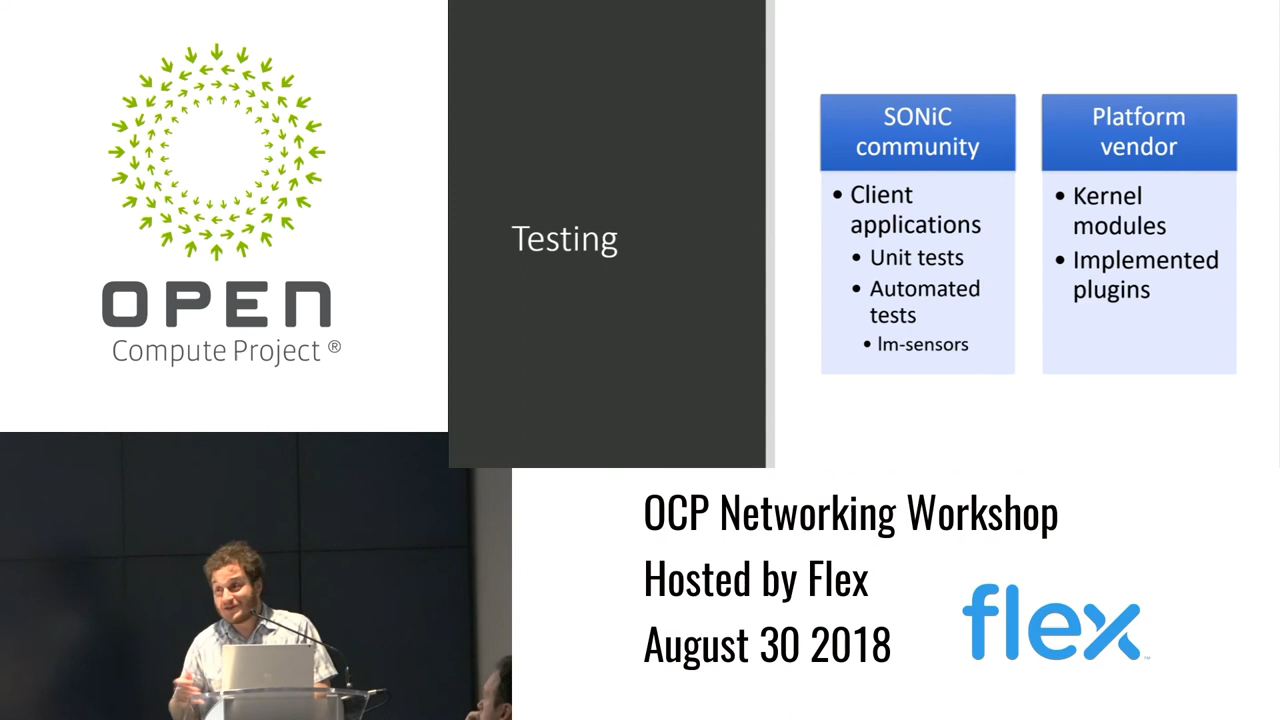 OPEN
Compute Project ®
Testing
SONiC
community
• Client
applications
• Unit tests
• Automated
tests
• lm-sensors
Platform
vendor
• Kernel
modules
• Implemented
plugins
OCP Networking Workshop
Hosted by Flex
August 30 2018
flex